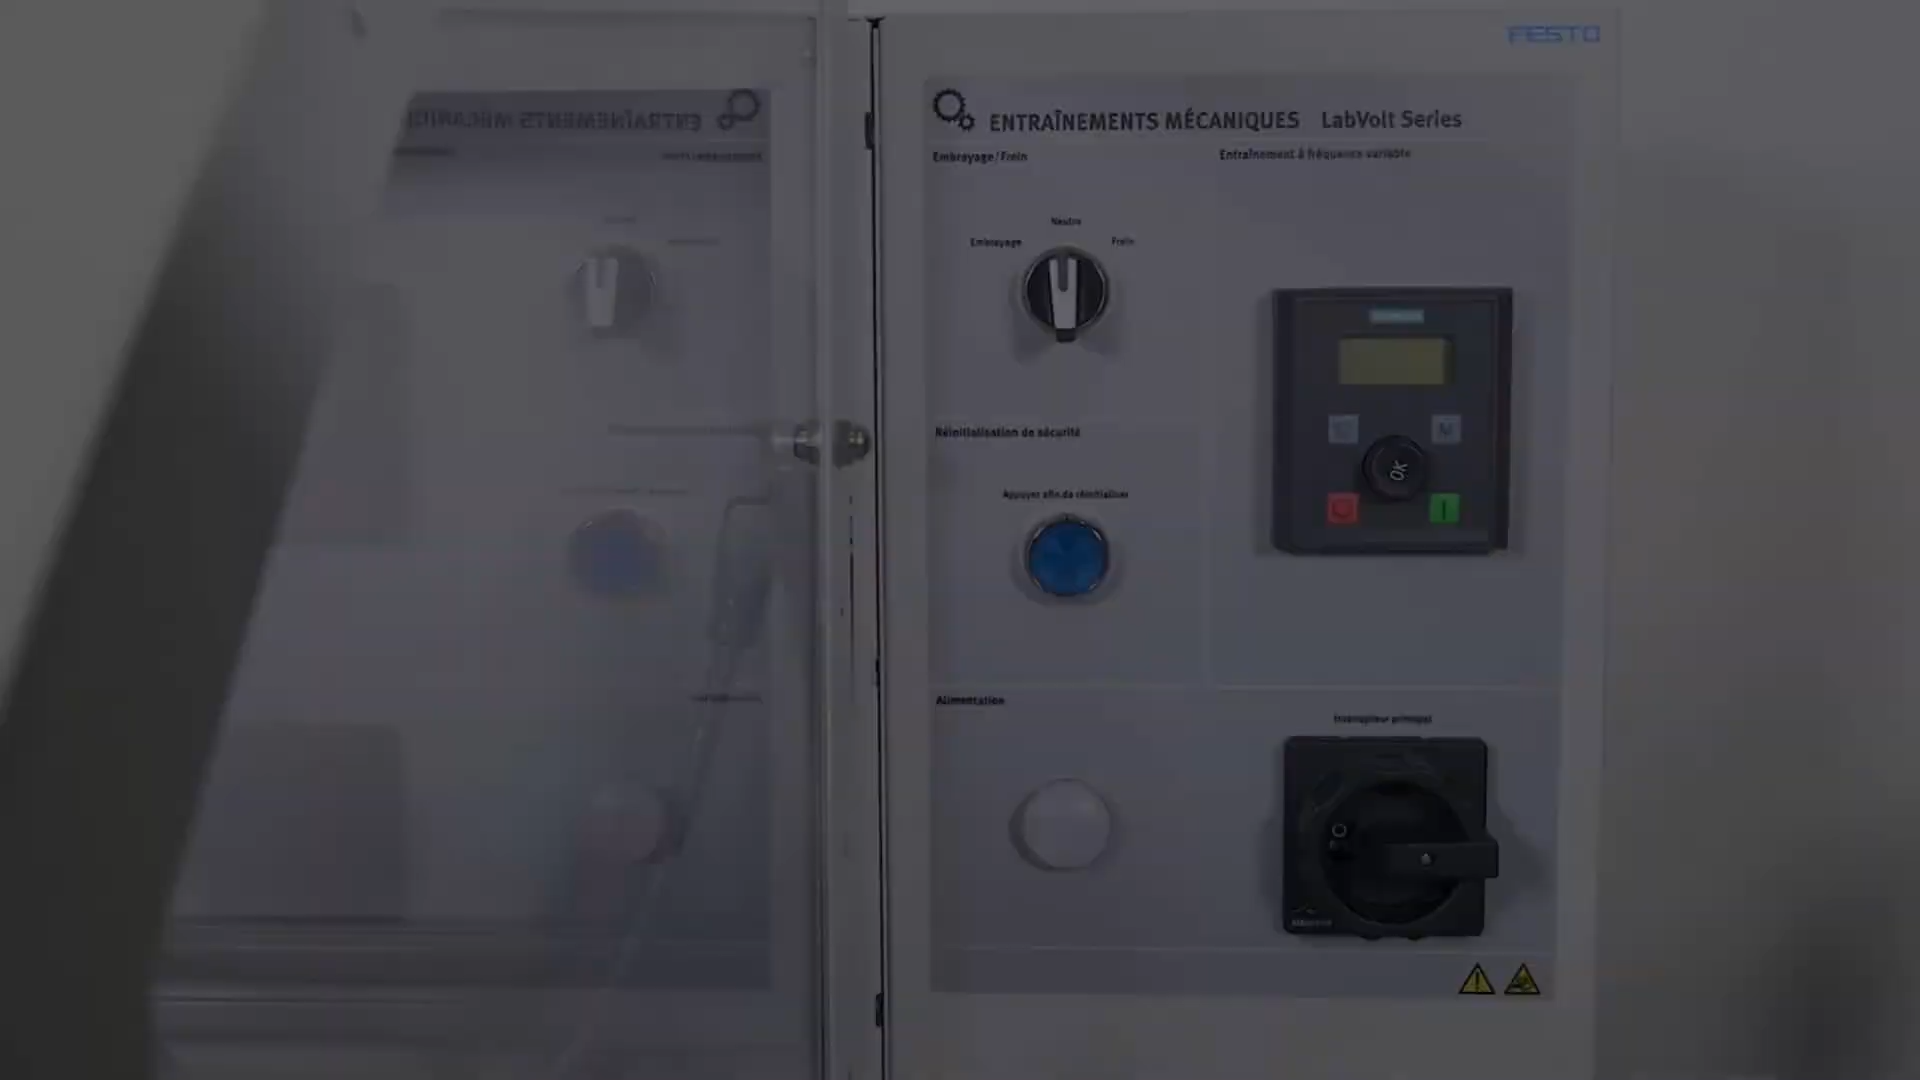 FESTO
ENTRAÎNEMENTS MÉCANIQUES LabVolt Series
Embrayage/Frein
Entraînement à fréquence variable
Neutre
Embrayage
Frein
Réinitialisation de sécurité
Appuyer afin de réinitialiser
OK
M
Alimentation
Interrupteur principal